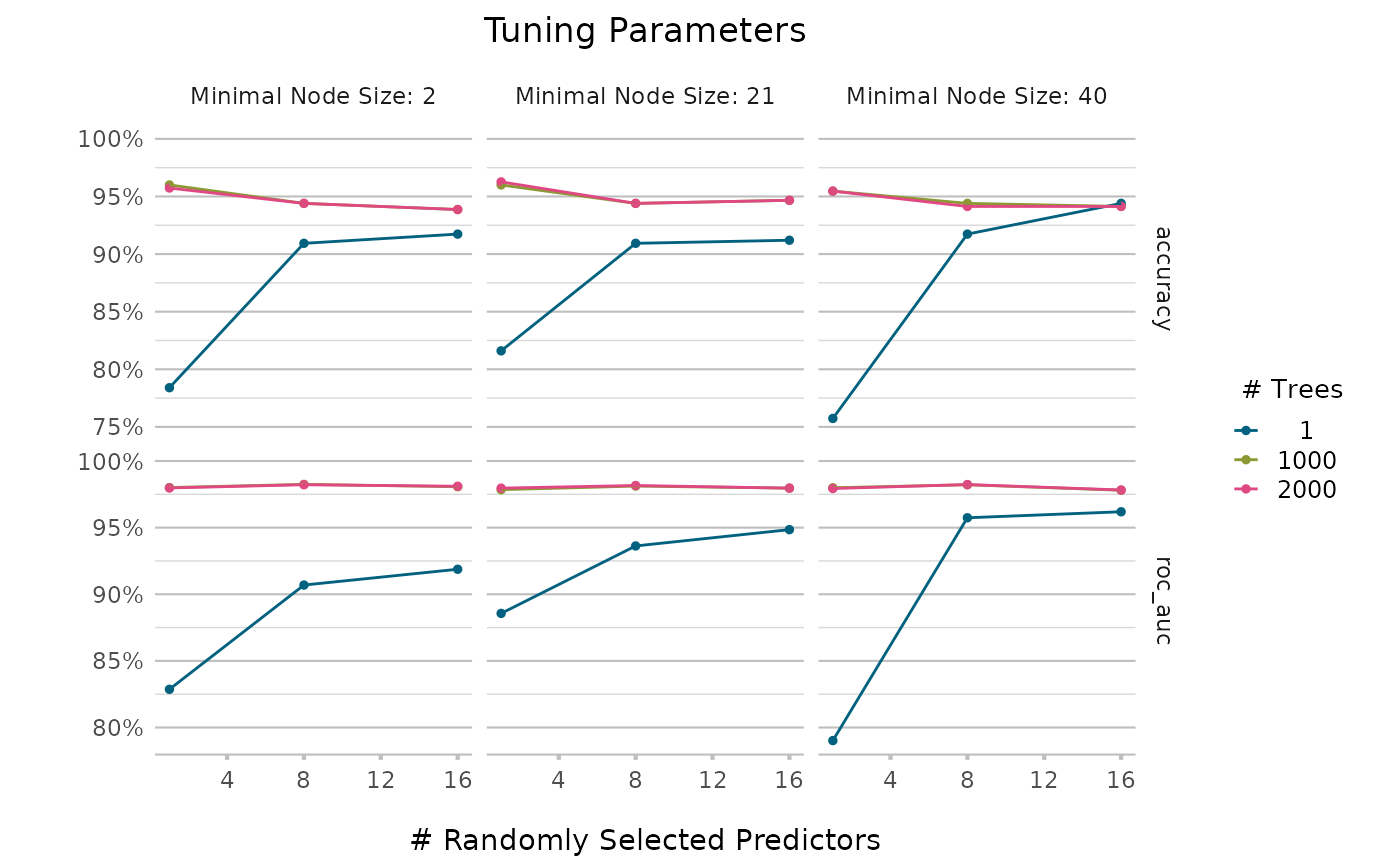 Tuning Parameters
Minimal Node Size: 2
Minimal Node Size: 21
Minimal Node Size: 40
100%
95%
90%
85%
80%
75%
accuracy
100%
95%
90%
85%
80%
roc_auc
4 8 12 16
4 8 12 16
4 8 12 16
# Randomly Selected Predictors
# Trees
1
1000
2000